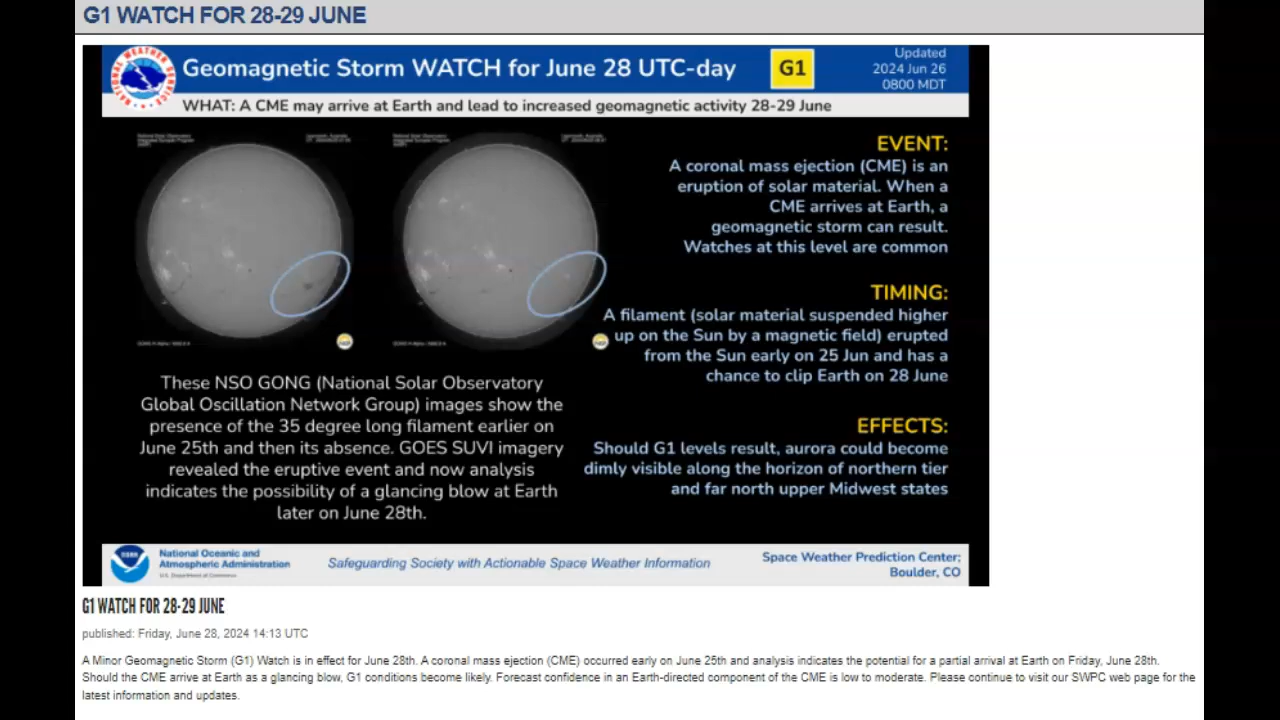 G1 WATCH FOR 28-29 JUNE
NATIONAL WEATHER SERVICE
Geomagnetic Storm WATCH for June 28 UTC-day
G1
Updated
2024 Jun 26
0800 MDT
WHAT: A CME may arrive at Earth and lead to increased geomagnetic activity 28-29 June
EVENT:
A coronal mass ejection (CME) is an
eruption of solar material. When a
CME arrives at Earth, a
geomagnetic storm can result.
Watches at this level are common
TIMING:
A filament (solar material suspended higher
up on the Sun by a magnetic field) erupted
from the Sun early on 25 Jun and has a
chance to clip Earth on 28 June
EFFECTS:
Should G1 levels result, aurora could become
dimly visible along the horizon of northern tier
and far north upper Midwest states
These NSO GONG (National Solar Observatory
Global Oscillation Network Group) images show the
presence of the 35 degree long filament earlier on
June 25th and then its absence. GOES SUVI imagery
revealed the eruptive event and now analysis
indicates the possibility of a glancing blow at Earth
later on June 28th.
National Oceanic and
Atmospheric Administration
U.S. Department of Commerce
Safeguarding Society with Actionable Space Weather Information
Space Weather Prediction Center;
Boulder, CO
G1 WATCH FOR 28-29 JUNE
published: Friday, June 28, 2024 14:13 UTC
A Minor Geomagnetic Storm (G1) Watch is in effect for June 28th. A coronal mass ejection (CME) occurred early on June 25th and analysis indicates the potential for a partial arrival at Earth on Friday, June 28th.
Should the CME arrive at Earth as a glancing blow, G1 conditions become likely. Forecast confidence in an Earth-directed component of the CME is low to moderate. Please continue to visit our SWPC web page for the
latest information and updates.